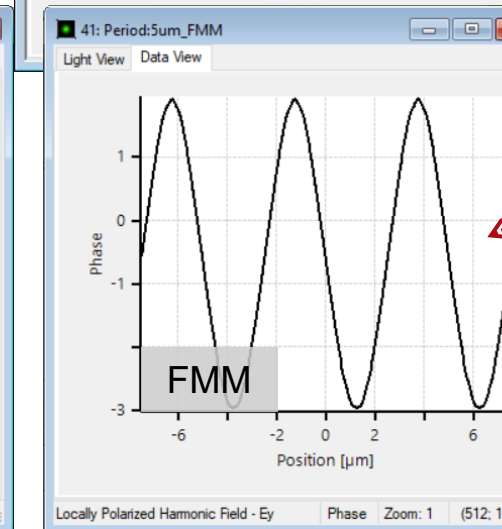 41: Period:5um_FMM
Light View Data View
1
0
-1
-3
Phase
FMM
-6 -2 0 2 6
Position [µm]
Locally Polarized Harmonic Field - Ey Phase Zoom: 1 (512;